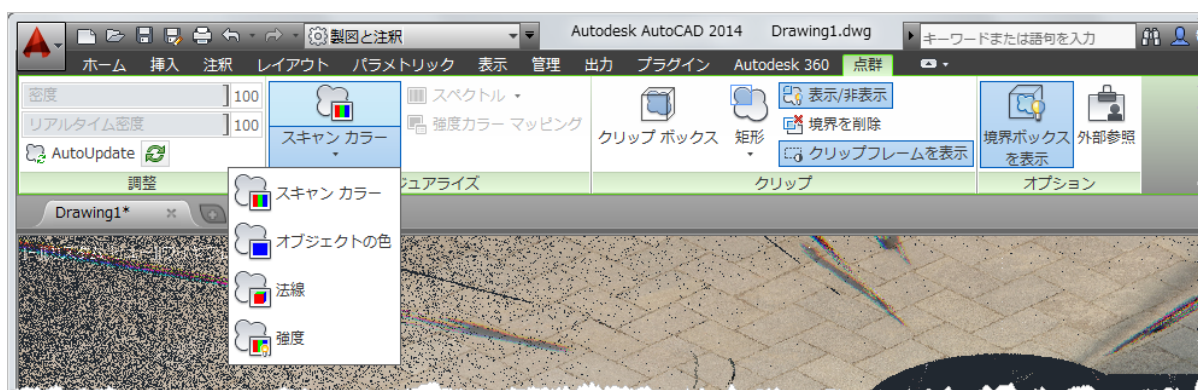 製図と注釈 Autodesk AutoCAD 2014 Drawing1.dwg キーワードまたは語句を入力
ホーム 挿入 注釈 レイアウト パラメトリック 表示 管理 出力 プラグイン Autodesk 360 点群
密度 100
リアルタイム密度 100
AutoUpdate
調整
スキャン カラー
スペクトル
強度カラー マッピング
ジュアライズ
クリップ ボックス
矩形
表示/非表示
境界を削除
クリップフレームを表示
クリップ
境界ボックス
を表示
外部参照
オプション
Drawing1*
スキャン カラー
オブジェクトの色
法線
強度